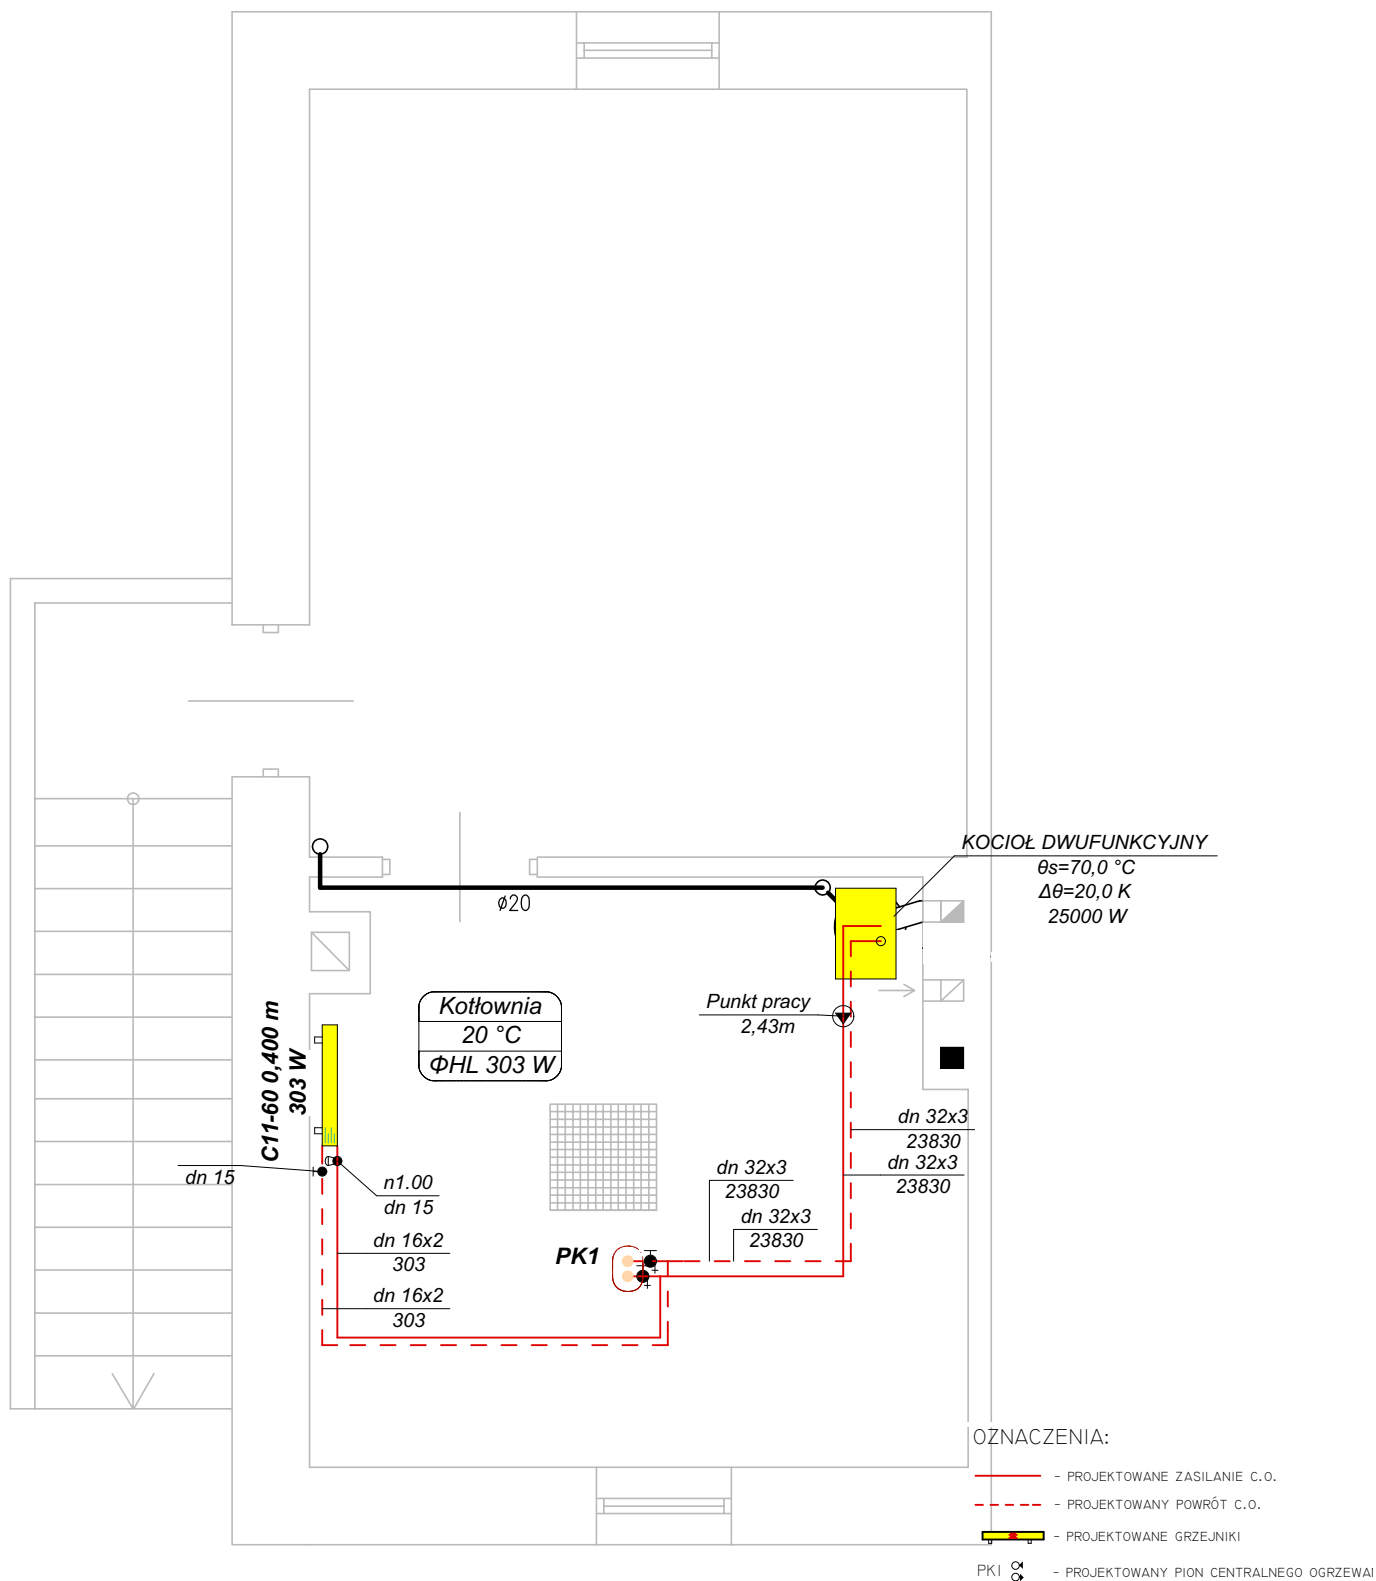 KOCIOŁ DWUFUNKCYJNY
θs=70,0 °C
Δθ=20,0 K
25000 W
ø20
Kotłownia
20 °C
ΦHL 303 W
Punkt pracy
2,43m
C11-60 0,400 m
303 W
dn 15
n1.00
dn 15
dn 16x2
303
dn 16x2
303
PK1
dn 32x3
23830
dn 32x3
23830
dn 32x3
23830
dn 32x3
23830
OZNACZENIA:
- PROJEKTOWANE ZASILANIE C.O.
- PROJEKTOWANY POWRÓT C.O.
- PROJEKTOWANE GRZEJNIKI
PK1 - PROJEKTOWANY PION CENTRALNEGO